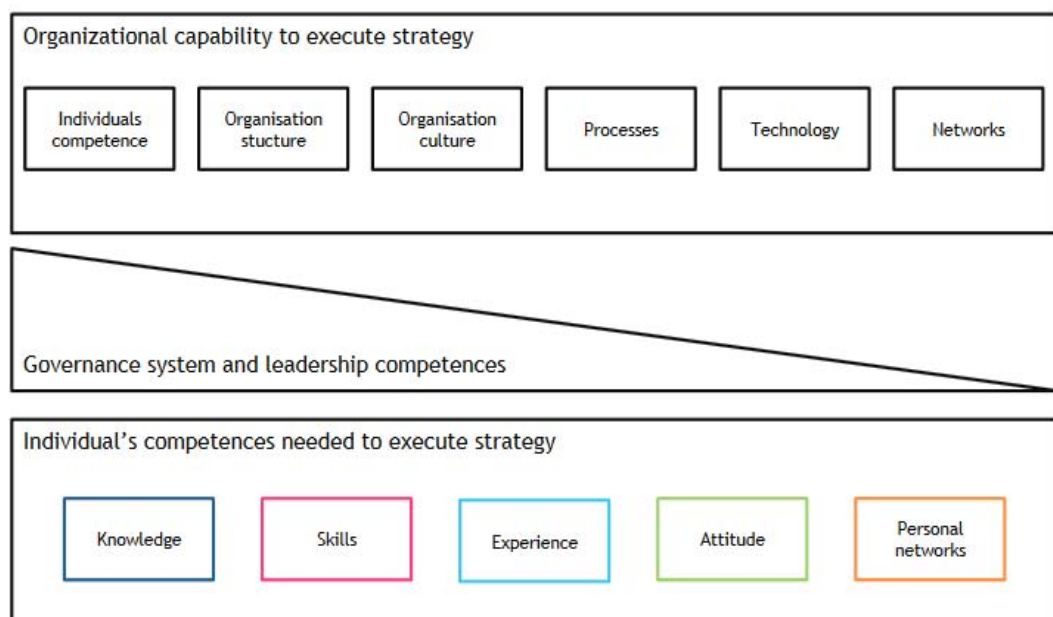 Organizational capability to execute strategy
Individuals
competence
Organisation
stucture
Organisation
culture
Processes
Technology
Networks
Governance system and leadership competences
Individual's competences needed to execute strategy
Knowledge
Skills
Experience
Attitude
Personal
networks